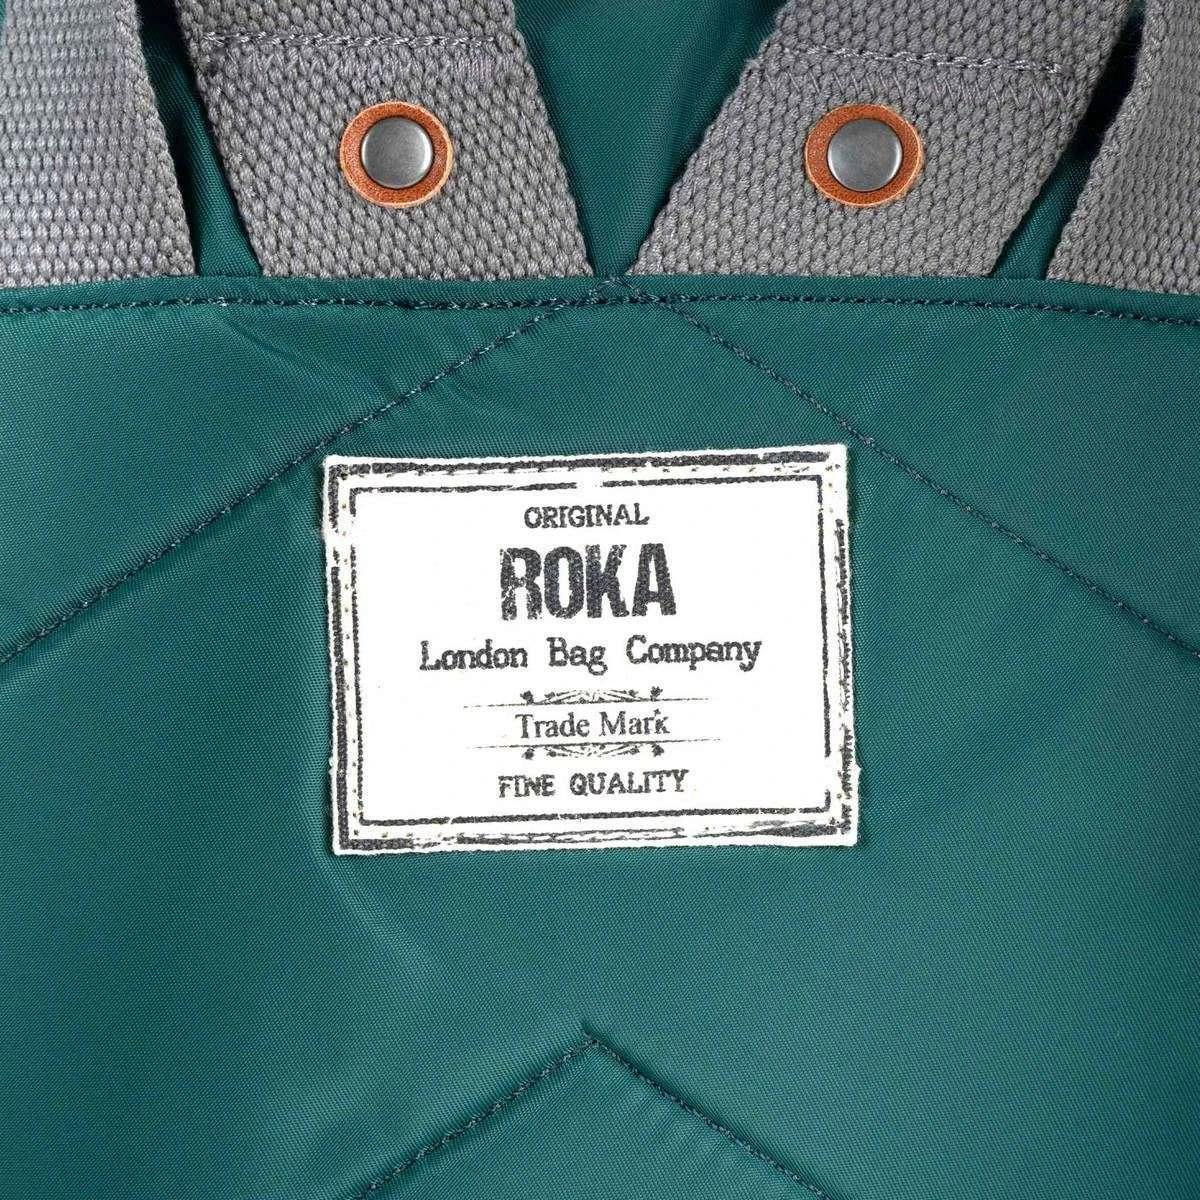 ORIGINAL
ROKA
London Bag Company
Trade Mark
FINE QUALITY